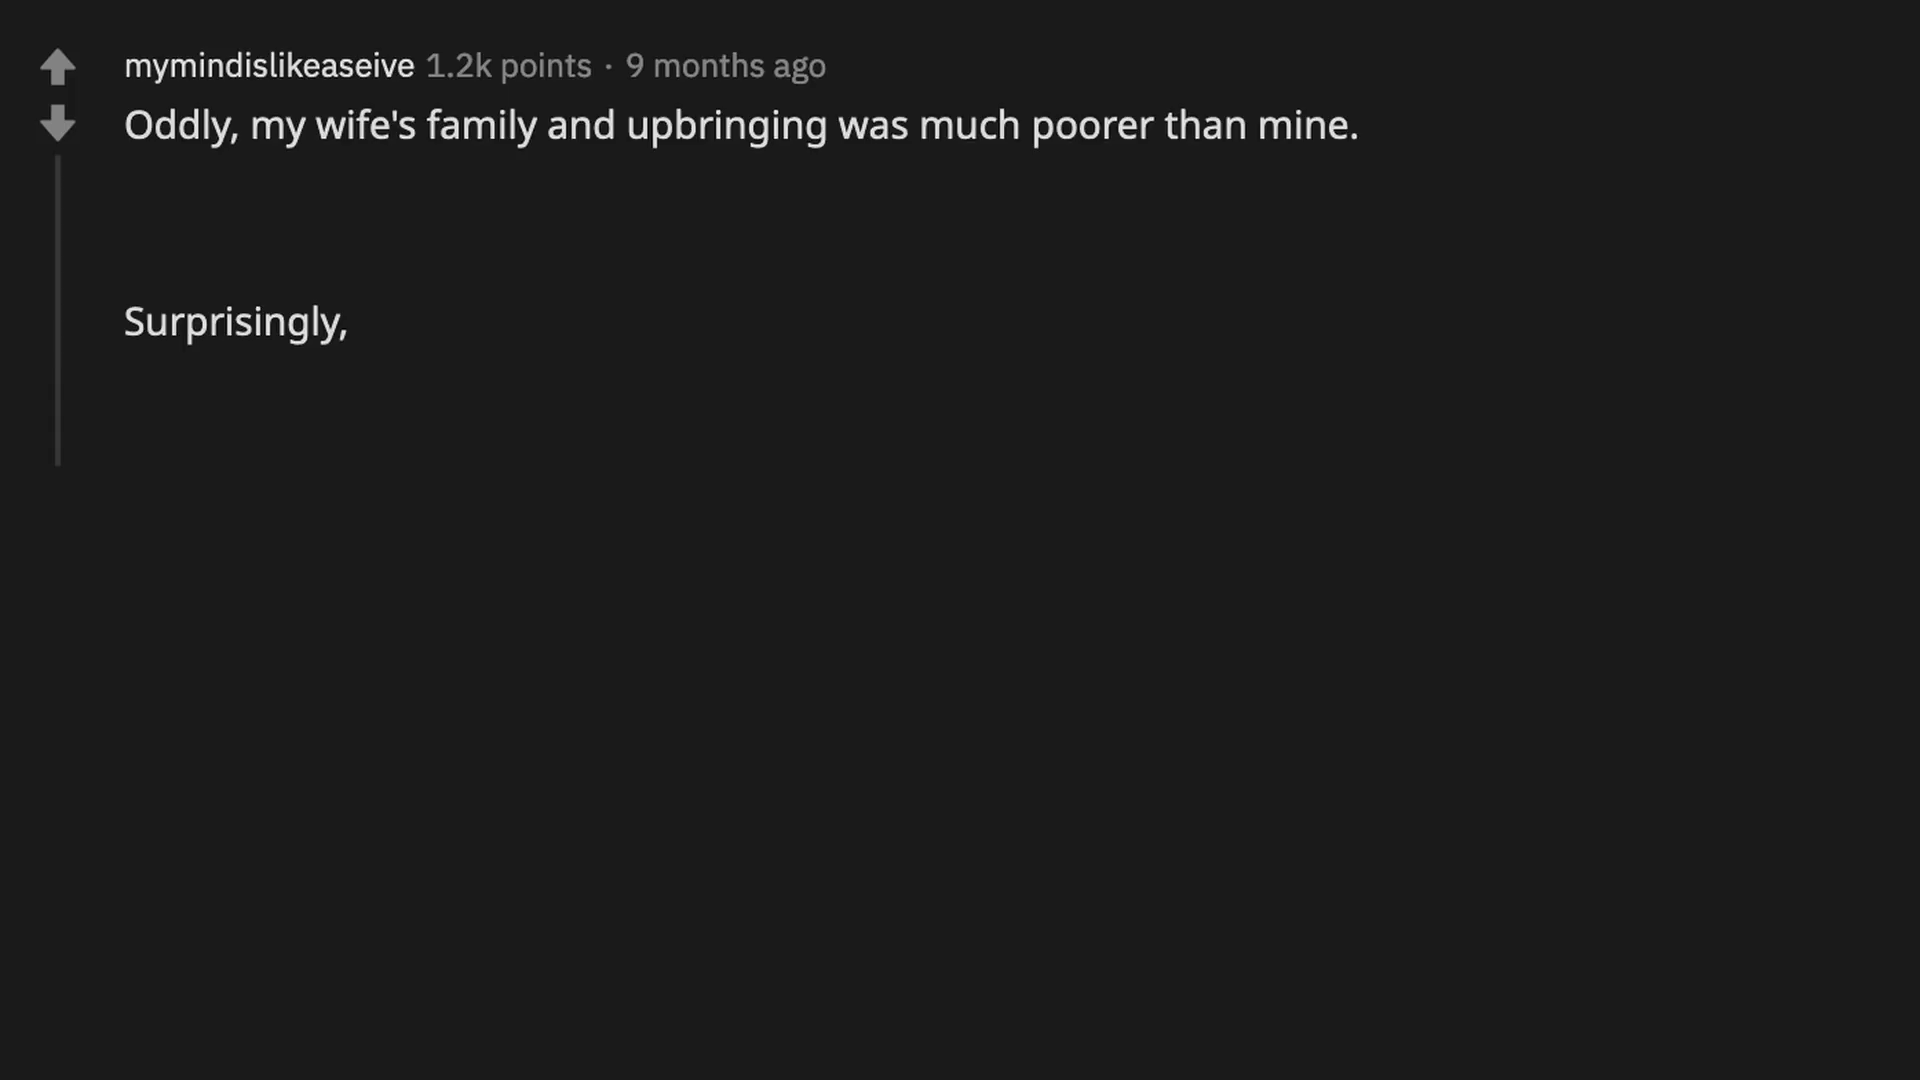 mymindislikeaseive 1.2k points · 9 months ago
Oddly, my wife's family and upbringing was much poorer than mine.
Surprisingly,